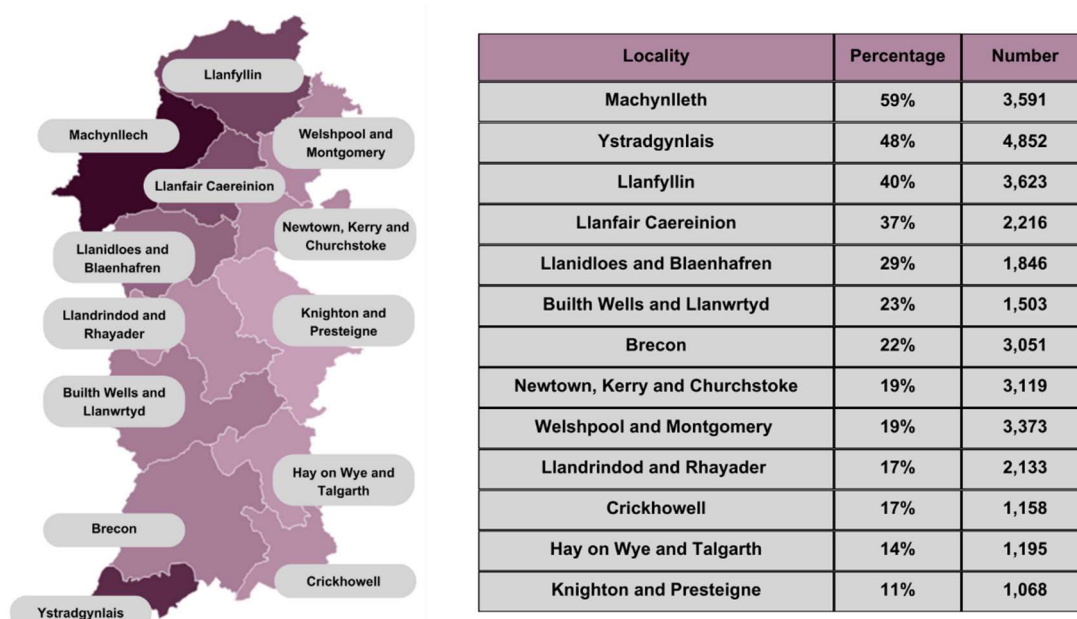 Llanfyllin
Machynllech
Welshpool and
Montgomery
Llanfair Caereinion
Newtown, Kerry and
Churchstoke
Llanidloes and
Blaenhafren
Llandrindod and
Rhayader
Knighton and
Presteigne
Builth Wells and
Llanwrtyd
Hay on Wye and
Talgarth
Brecon
Crickhowell
Ystradgynlais
Locality Percentage Number
Machynlleth 59% 3,591
Ystradgynlais 48% 4,852
Llanfyllin 40% 3,623
Llanfair Caereinion 37% 2,216
Llanidloes and Blaenhafren 29% 1,846
Builth Wells and Llanwrtyd 23% 1,503
Brecon 22% 3,051
Newtown, Kerry and Churchstoke 19% 3,119
Welshpool and Montgomery 19% 3,373
Llandrindod and Rhayader 17% 2,133
Crickhowell 17% 1,158
Hay on Wye and Talgarth 14% 1,195
Knighton and Presteigne 11% 1,068